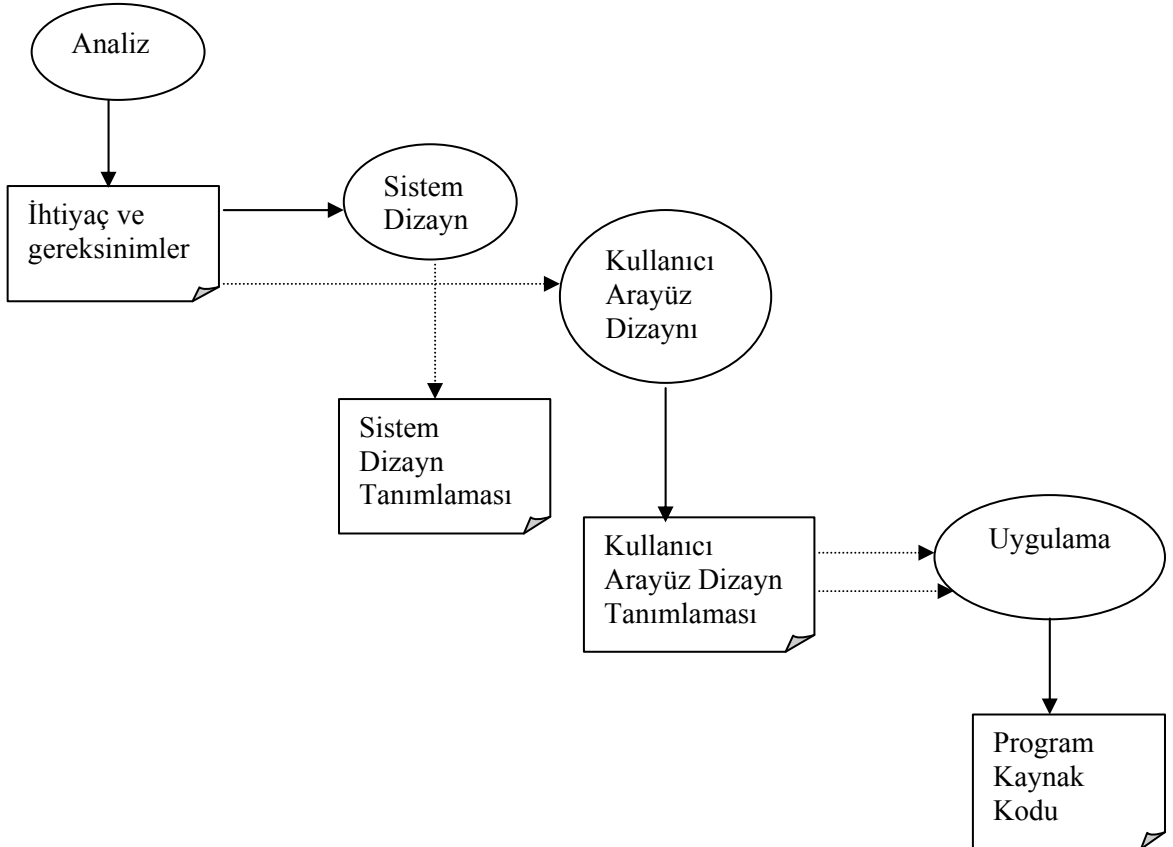 Analiz
İhtiyaç ve
gereksinimler
Sistem
Dizayn
Kullanıcı
Arayüz
Dizaynı
Sistem
Dizayn
Tanımlaması
Kullanıcı
Arayüz Dizayn
Tanımlaması
Uygulama
Program
Kaynak
Kodu